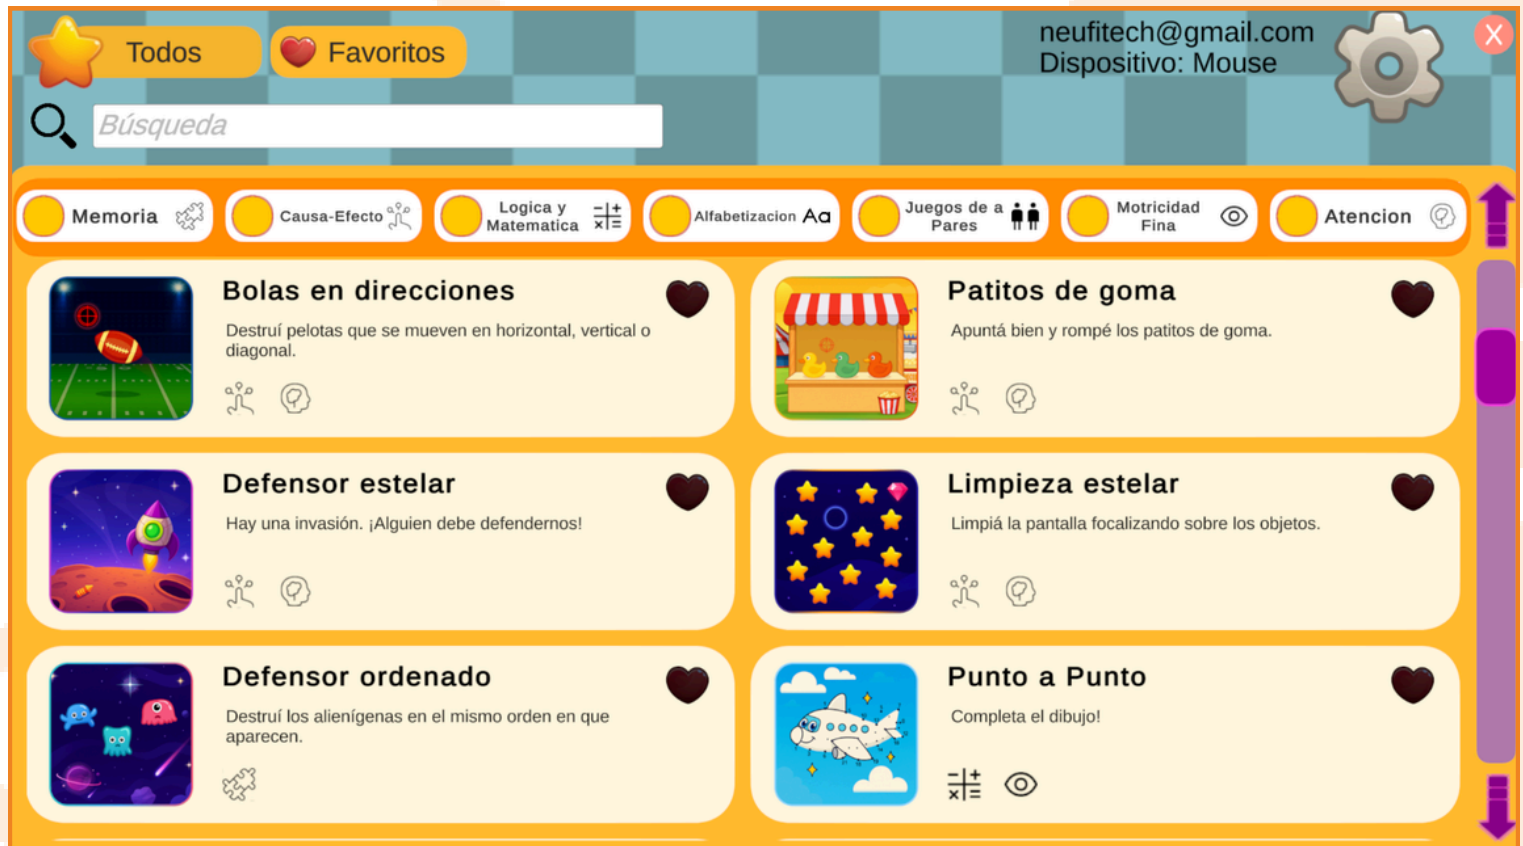 Todos
Favoritos
neufitech@gmail.com
Dispositivo: Mouse
X
Búsqueda
Memoria
Causa-Efecto
Logica y
Matematica
Alfabetizacion Aa
Juegos de a
Pares
Motricidad
Fina
Atencion
Bolas en direcciones
Destruí pelotas que se mueven en horizontal, vertical o
diagonal.
Patitos de goma
Apuntá bien y rompé los patitos de goma.
Defensor estelar
Hay una invasión. ¡Alguien debe defendernos!
Limpieza estelar
Limpiá la pantalla focalizando sobre los objetos.
Defensor ordenado
Destruí los alienígenas en el mismo orden en que
aparecen.
Punto a Punto
Completa el dibujo!